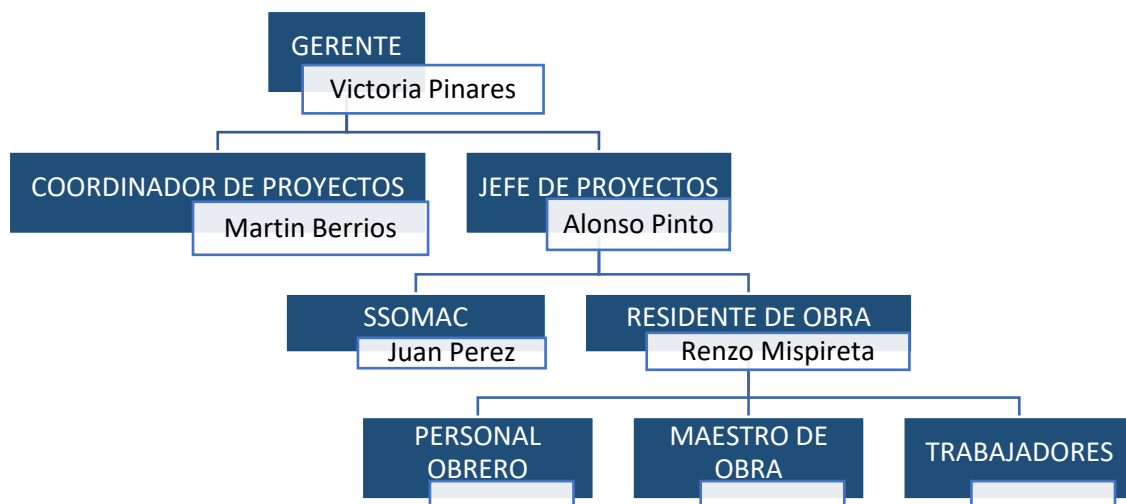 GERENTE
Victoria Pinares
COORDINADOR DE PROYECTOS
Martin Berrios
JEFE DE PROYECTOS
Alonso Pinto
SSOMAC
Juan Perez
RESIDENTE DE OBRA
Renzo Mispireta
PERSONAL
OBRERO
MAESTRO DE
OBRA
TRABAJADORES